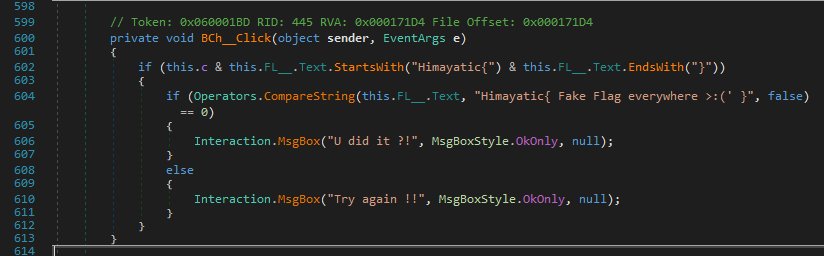 598
599 // Token: 0x060001BD RID: 445 RVA: 0x000171D4 File Offset: 0x000171D4
600 private void BCh__Click(object sender, EventArgs e)
601 {
602 if (this.c & this.FL__.Text.StartsWith("Himayatic{") & this.FL__.Text.EndsWith("}"))
603 {
604 if (Operators.CompareString(this.FL__.Text, "Himayatic{ Fake Flag everywhere >:(' }", false)
== 0)
605 {
606 Interaction.MsgBox("U did it ?!", MsgBoxStyle.OkOnly, null);
607 }
608 else
609 {
610 Interaction.MsgBox("Try again !!", MsgBoxStyle.OkOnly, null);
611 }
612 }
613 }
614